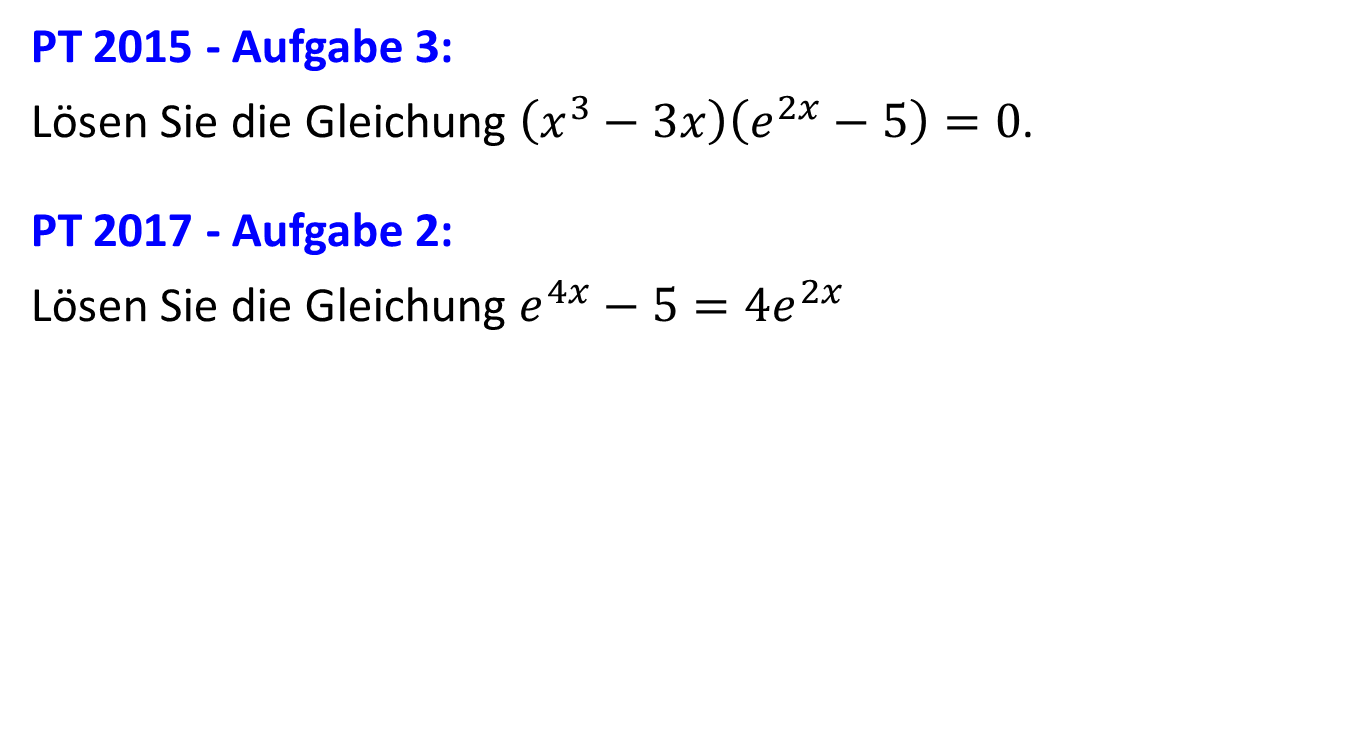 PT 2015 - Aufgabe 3:
Lösen Sie die Gleichung (x³ − 3x)(e²ˣ − 5) = 0.
PT 2017 - Aufgabe 2:
Lösen Sie die Gleichung e⁴ˣ − 5 = 4e²ˣ